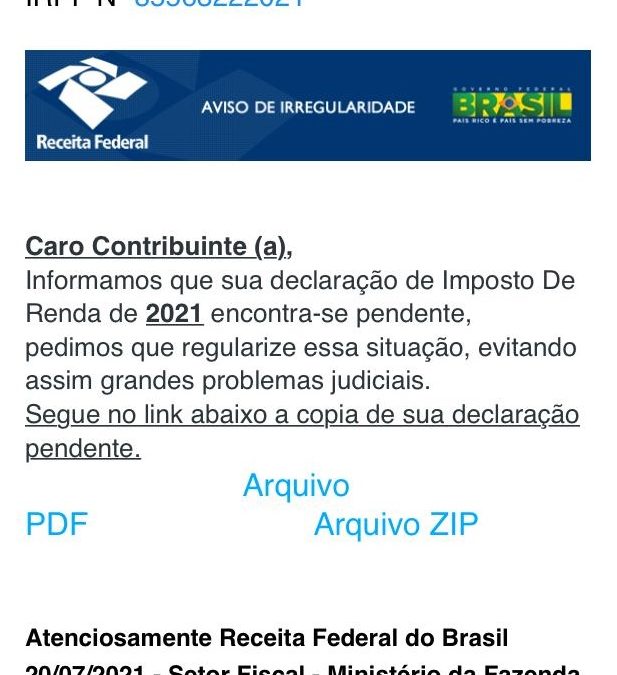 IRPF Nº 85968222021
Receita Federal
AVISO DE IRREGULARIDADE
GOVERNO FEDERAL
BRASIL
PAÍS RICO É PAÍS SEM POBREZA
Caro Contribuinte (a),
Informamos que sua declaração de Imposto De
Renda de 2021 encontra-se pendente,
pedimos que regularize essa situação, evitando
assim grandes problemas judiciais.
Segue no link abaixo a copia de sua declaração
pendente.
Arquivo
PDF Arquivo ZIP
Atenciosamente Receita Federal do Brasil
20/07/2021 - Setor Fiscal - Ministério da Fazenda